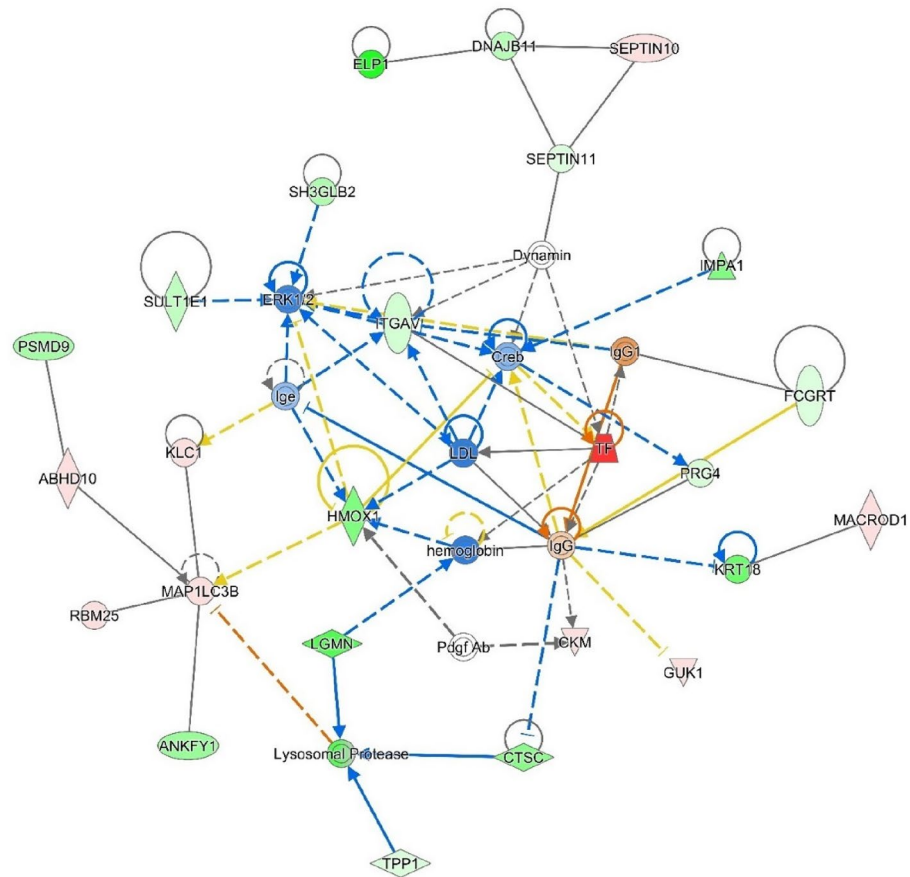 DNAJB11
SEPTIN10
ELP1
SEPTIN11
SH3GLB2
Dynamin
IMPA1
SULT1E1
ERK1/2
ITGAV
PSMD9
Creb
IgG1
FCGRT
Ige
KLC1
LDL
TF
ABHD10
PRG4
MACROD1
HMOX1
hemoglobin
IgG
KRT18
MAP1LC3B
RBM25
LGMN
Pdgf Ab
CKM
GUK1
ANKFY1
Lysosomal Protease
CTSC
TPP1